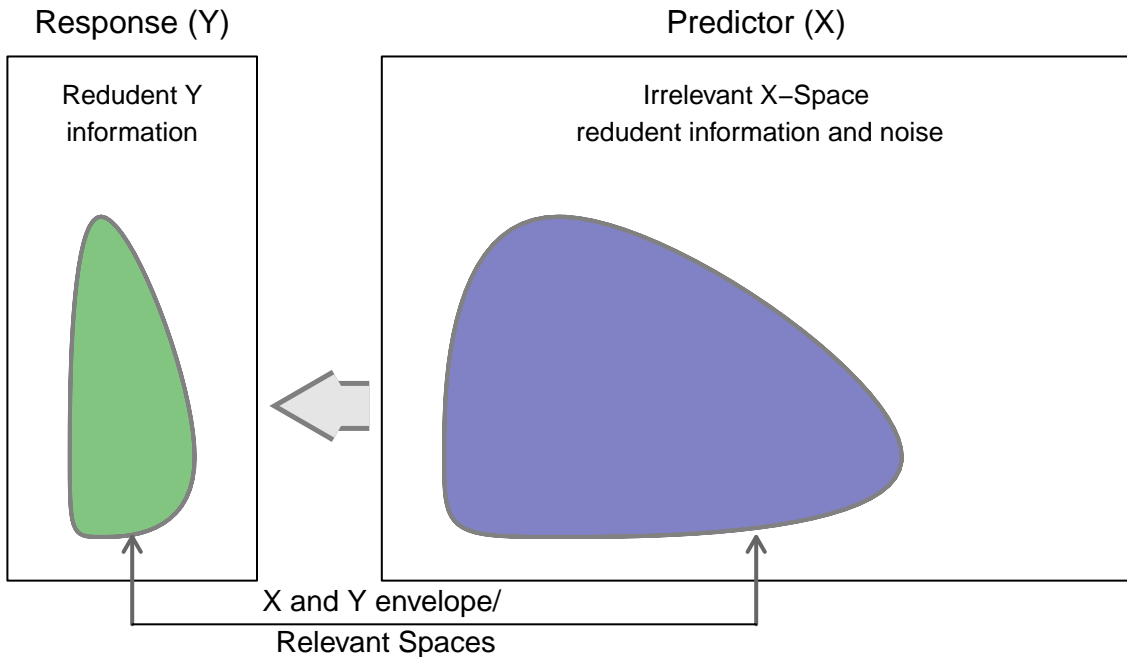 Response (Y)
Predictor (X)
Redudent Y
information
Irrelevant X−Space
redudent information and noise
X and Y envelope/
Relevant Spaces